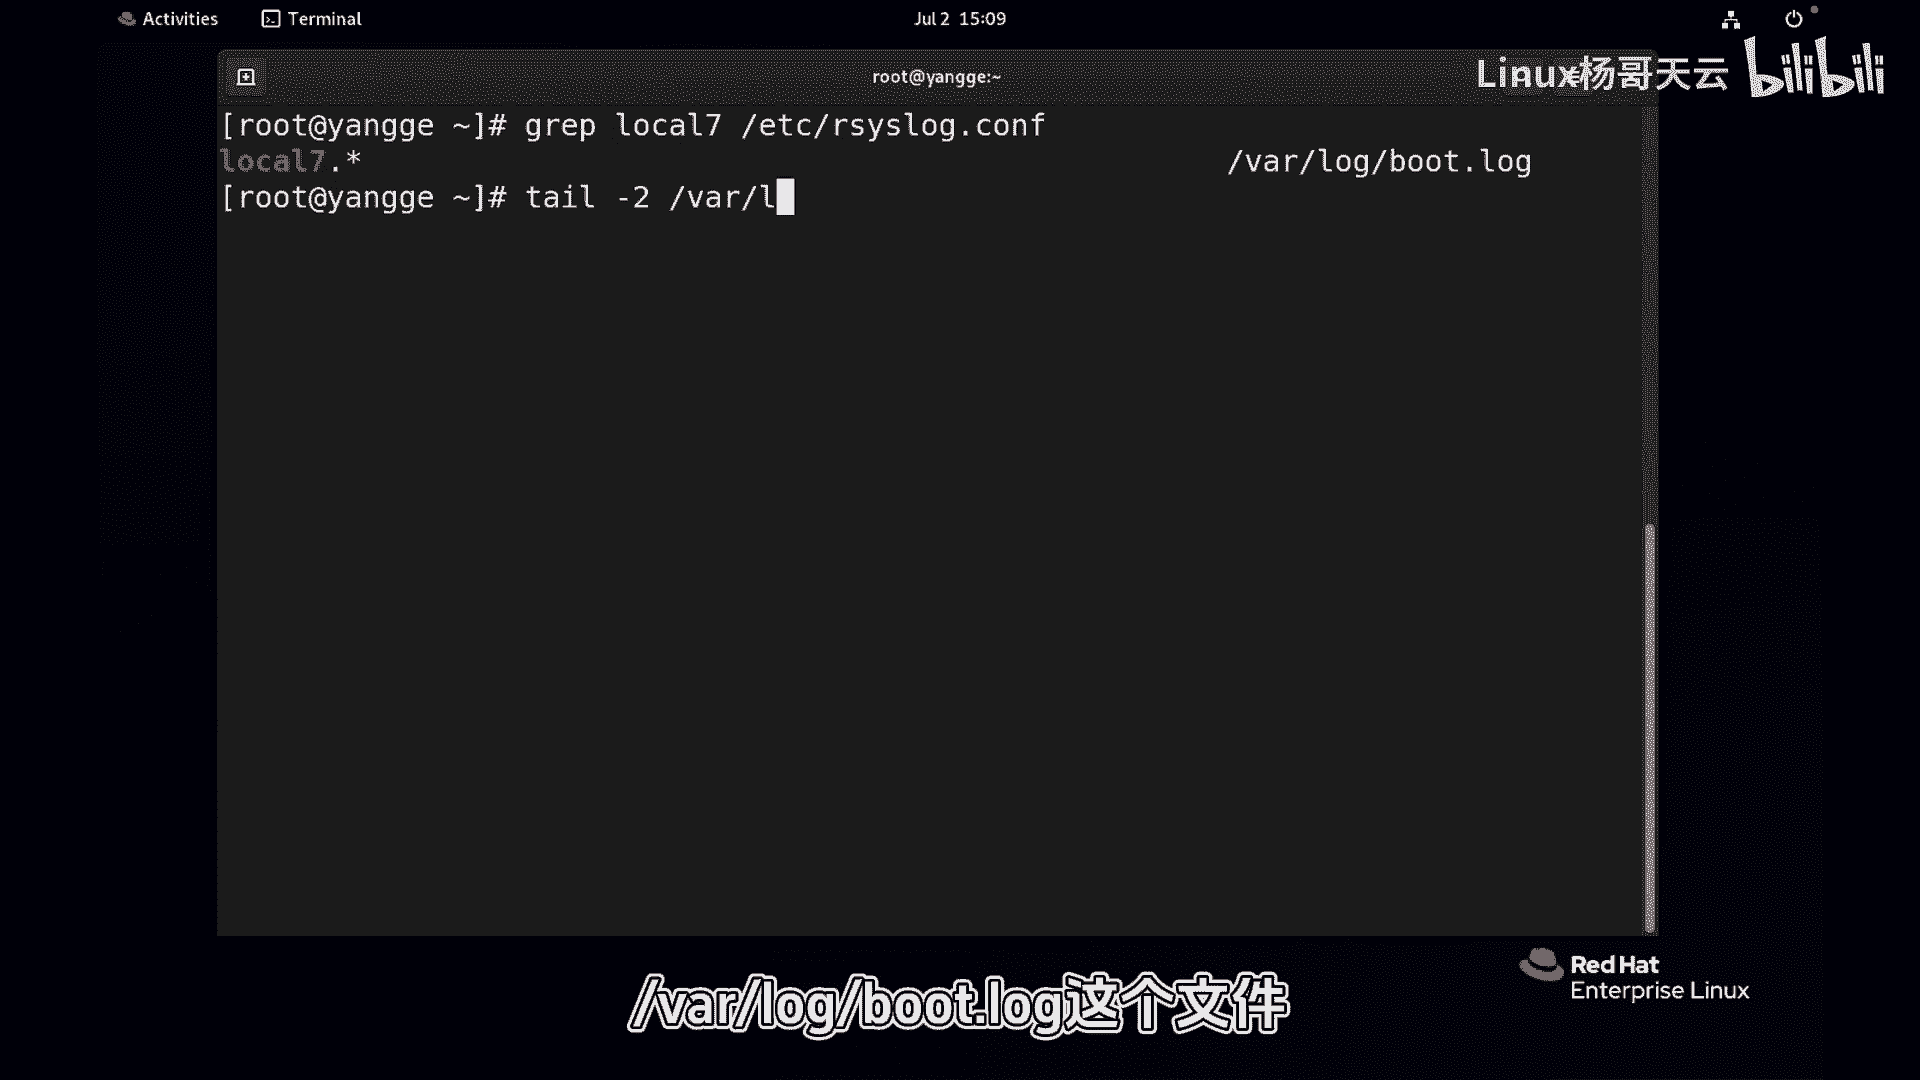 Activities Terminal Jul 2 15:09
root@yangge:~
Linux杨哥天云 bilibili
[root@yangge ~]# grep local7 /etc/rsyslog.conf
local7.* /var/log/boot.log
[root@yangge ~]# tail -2 /var/l
Red Hat
Enterprise Linux
/var/log/boot.log这个文件